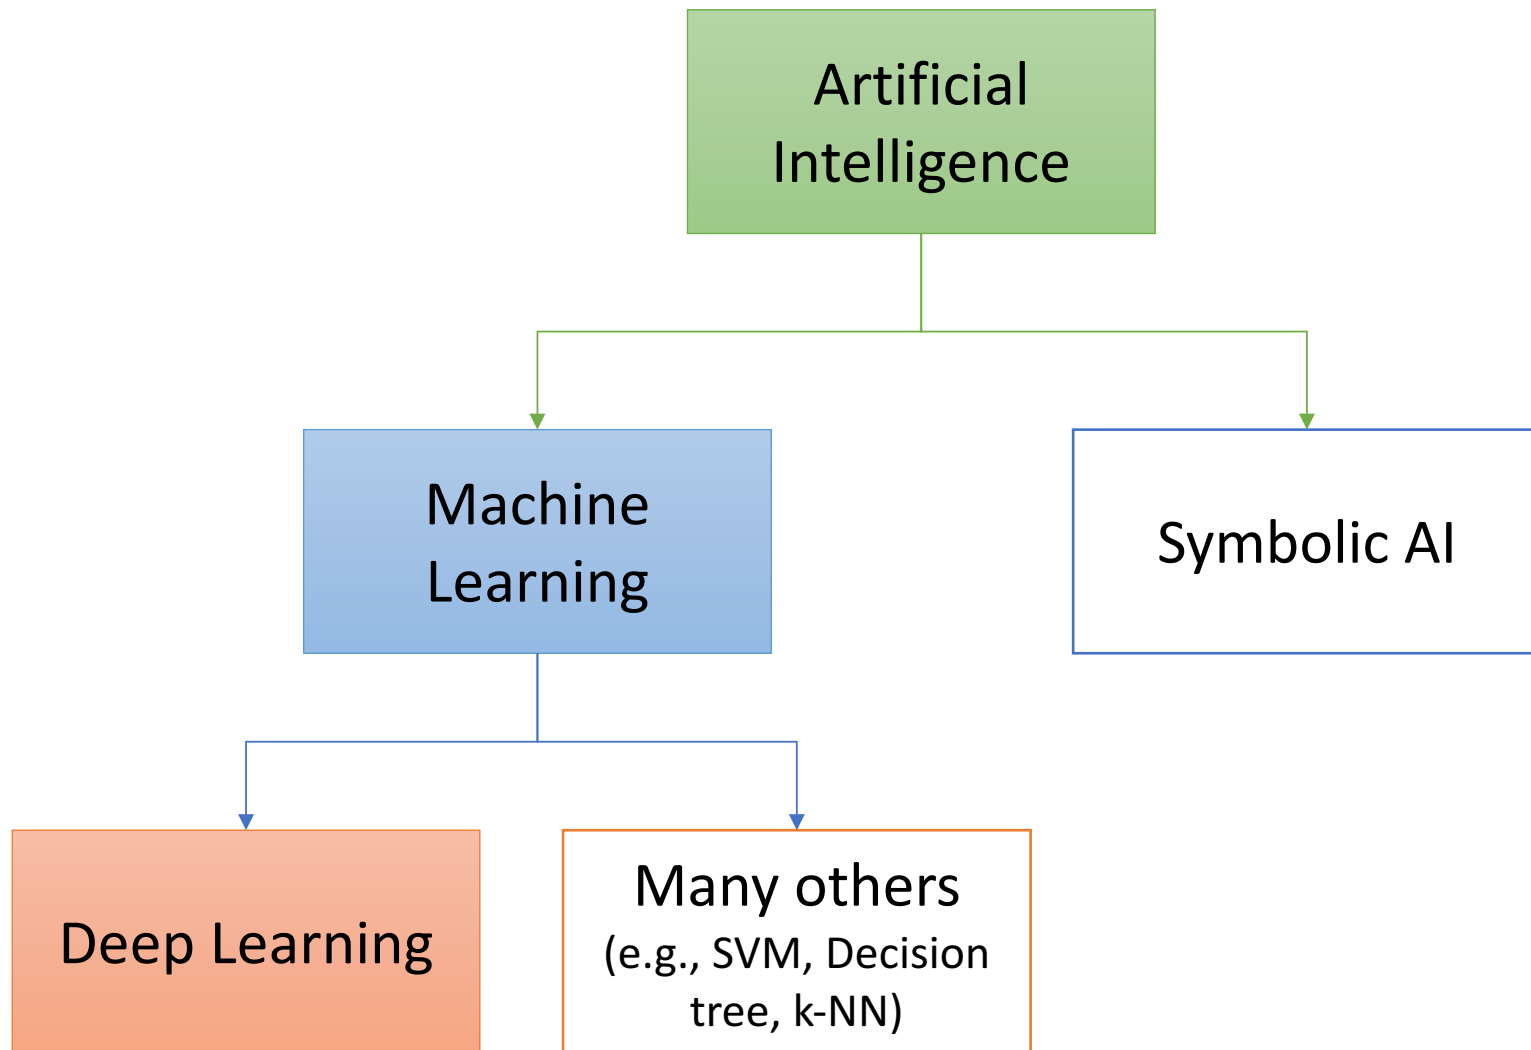 Artificial
Intelligence
Machine
Learning
Symbolic AI
Deep Learning
Many others
(e.g., SVM, Decision
tree, k-NN)